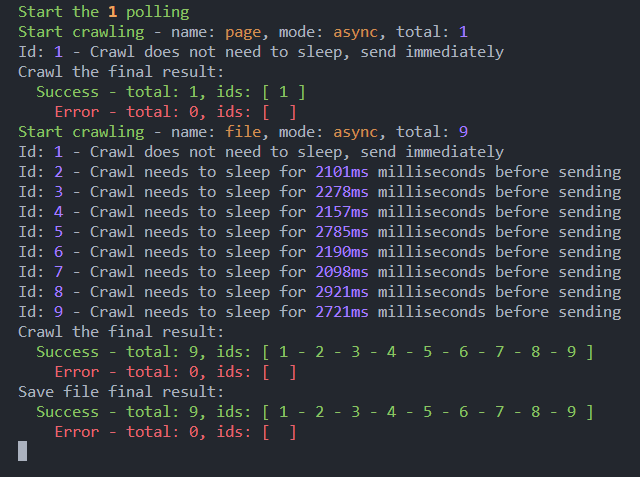 Start the 1 polling
Start crawling - name: page, mode: async, total: 1
Id: 1 - Crawl does not need to sleep, send immediately
Crawl the final result:
  Success - total: 1, ids: [ 1 ]
    Error - total: 0, ids: [  ]
Start crawling - name: file, mode: async, total: 9
Id: 1 - Crawl does not need to sleep, send immediately
Id: 2 - Crawl needs to sleep for 2101ms milliseconds before sending
Id: 3 - Crawl needs to sleep for 2278ms milliseconds before sending
Id: 4 - Crawl needs to sleep for 2157ms milliseconds before sending
Id: 5 - Crawl needs to sleep for 2785ms milliseconds before sending
Id: 6 - Crawl needs to sleep for 2190ms milliseconds before sending
Id: 7 - Crawl needs to sleep for 2098ms milliseconds before sending
Id: 8 - Crawl needs to sleep for 2921ms milliseconds before sending
Id: 9 - Crawl needs to sleep for 2721ms milliseconds before sending
Crawl the final result:
  Success - total: 9, ids: [ 1 - 2 - 3 - 4 - 5 - 6 - 7 - 8 - 9 ]
    Error - total: 0, ids: [  ]
Save file final result:
  Success - total: 9, ids: [ 1 - 2 - 3 - 4 - 5 - 6 - 7 - 8 - 9 ]
    Error - total: 0, ids: [  ]